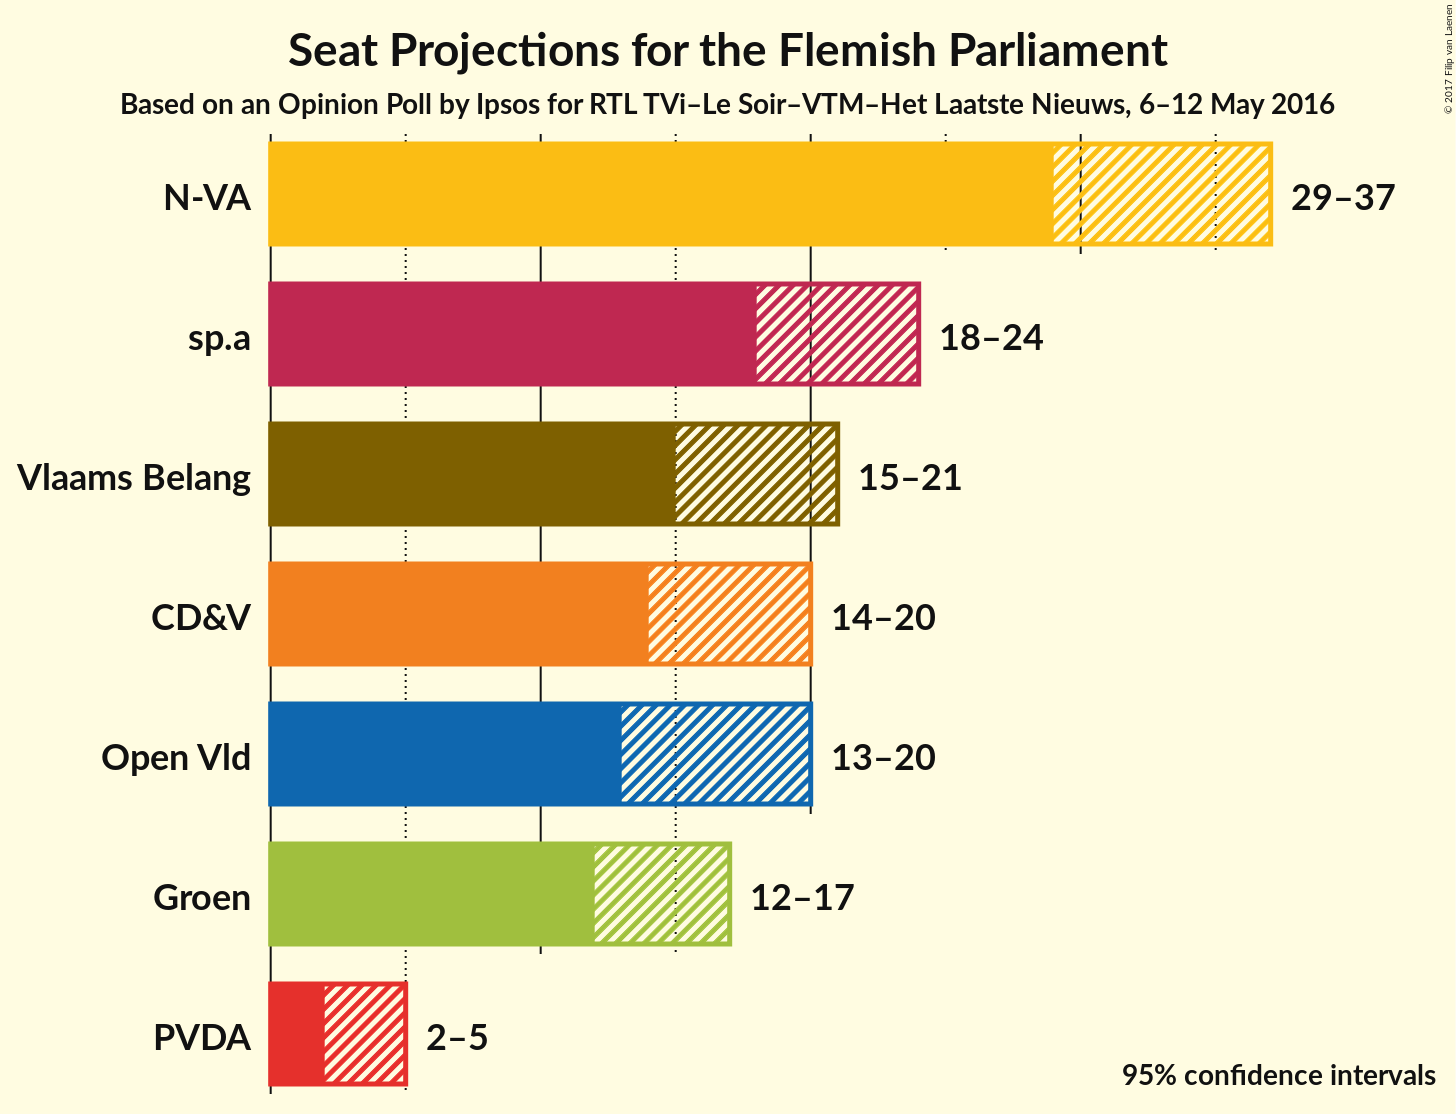 Seat Projections for the Flemish Parliament
Based on an Opinion Poll by Ipsos for RTL TVi–Le Soir–VTM–Het Laatste Nieuws, 6–12 May 2016
© 2017 Filip van Laenen
N-VA 29–37
sp.a 18–24
Vlaams Belang 15–21
CD&V 14–20
Open Vld 13–20
Groen 12–17
PVDA 2–5
95% confidence intervals